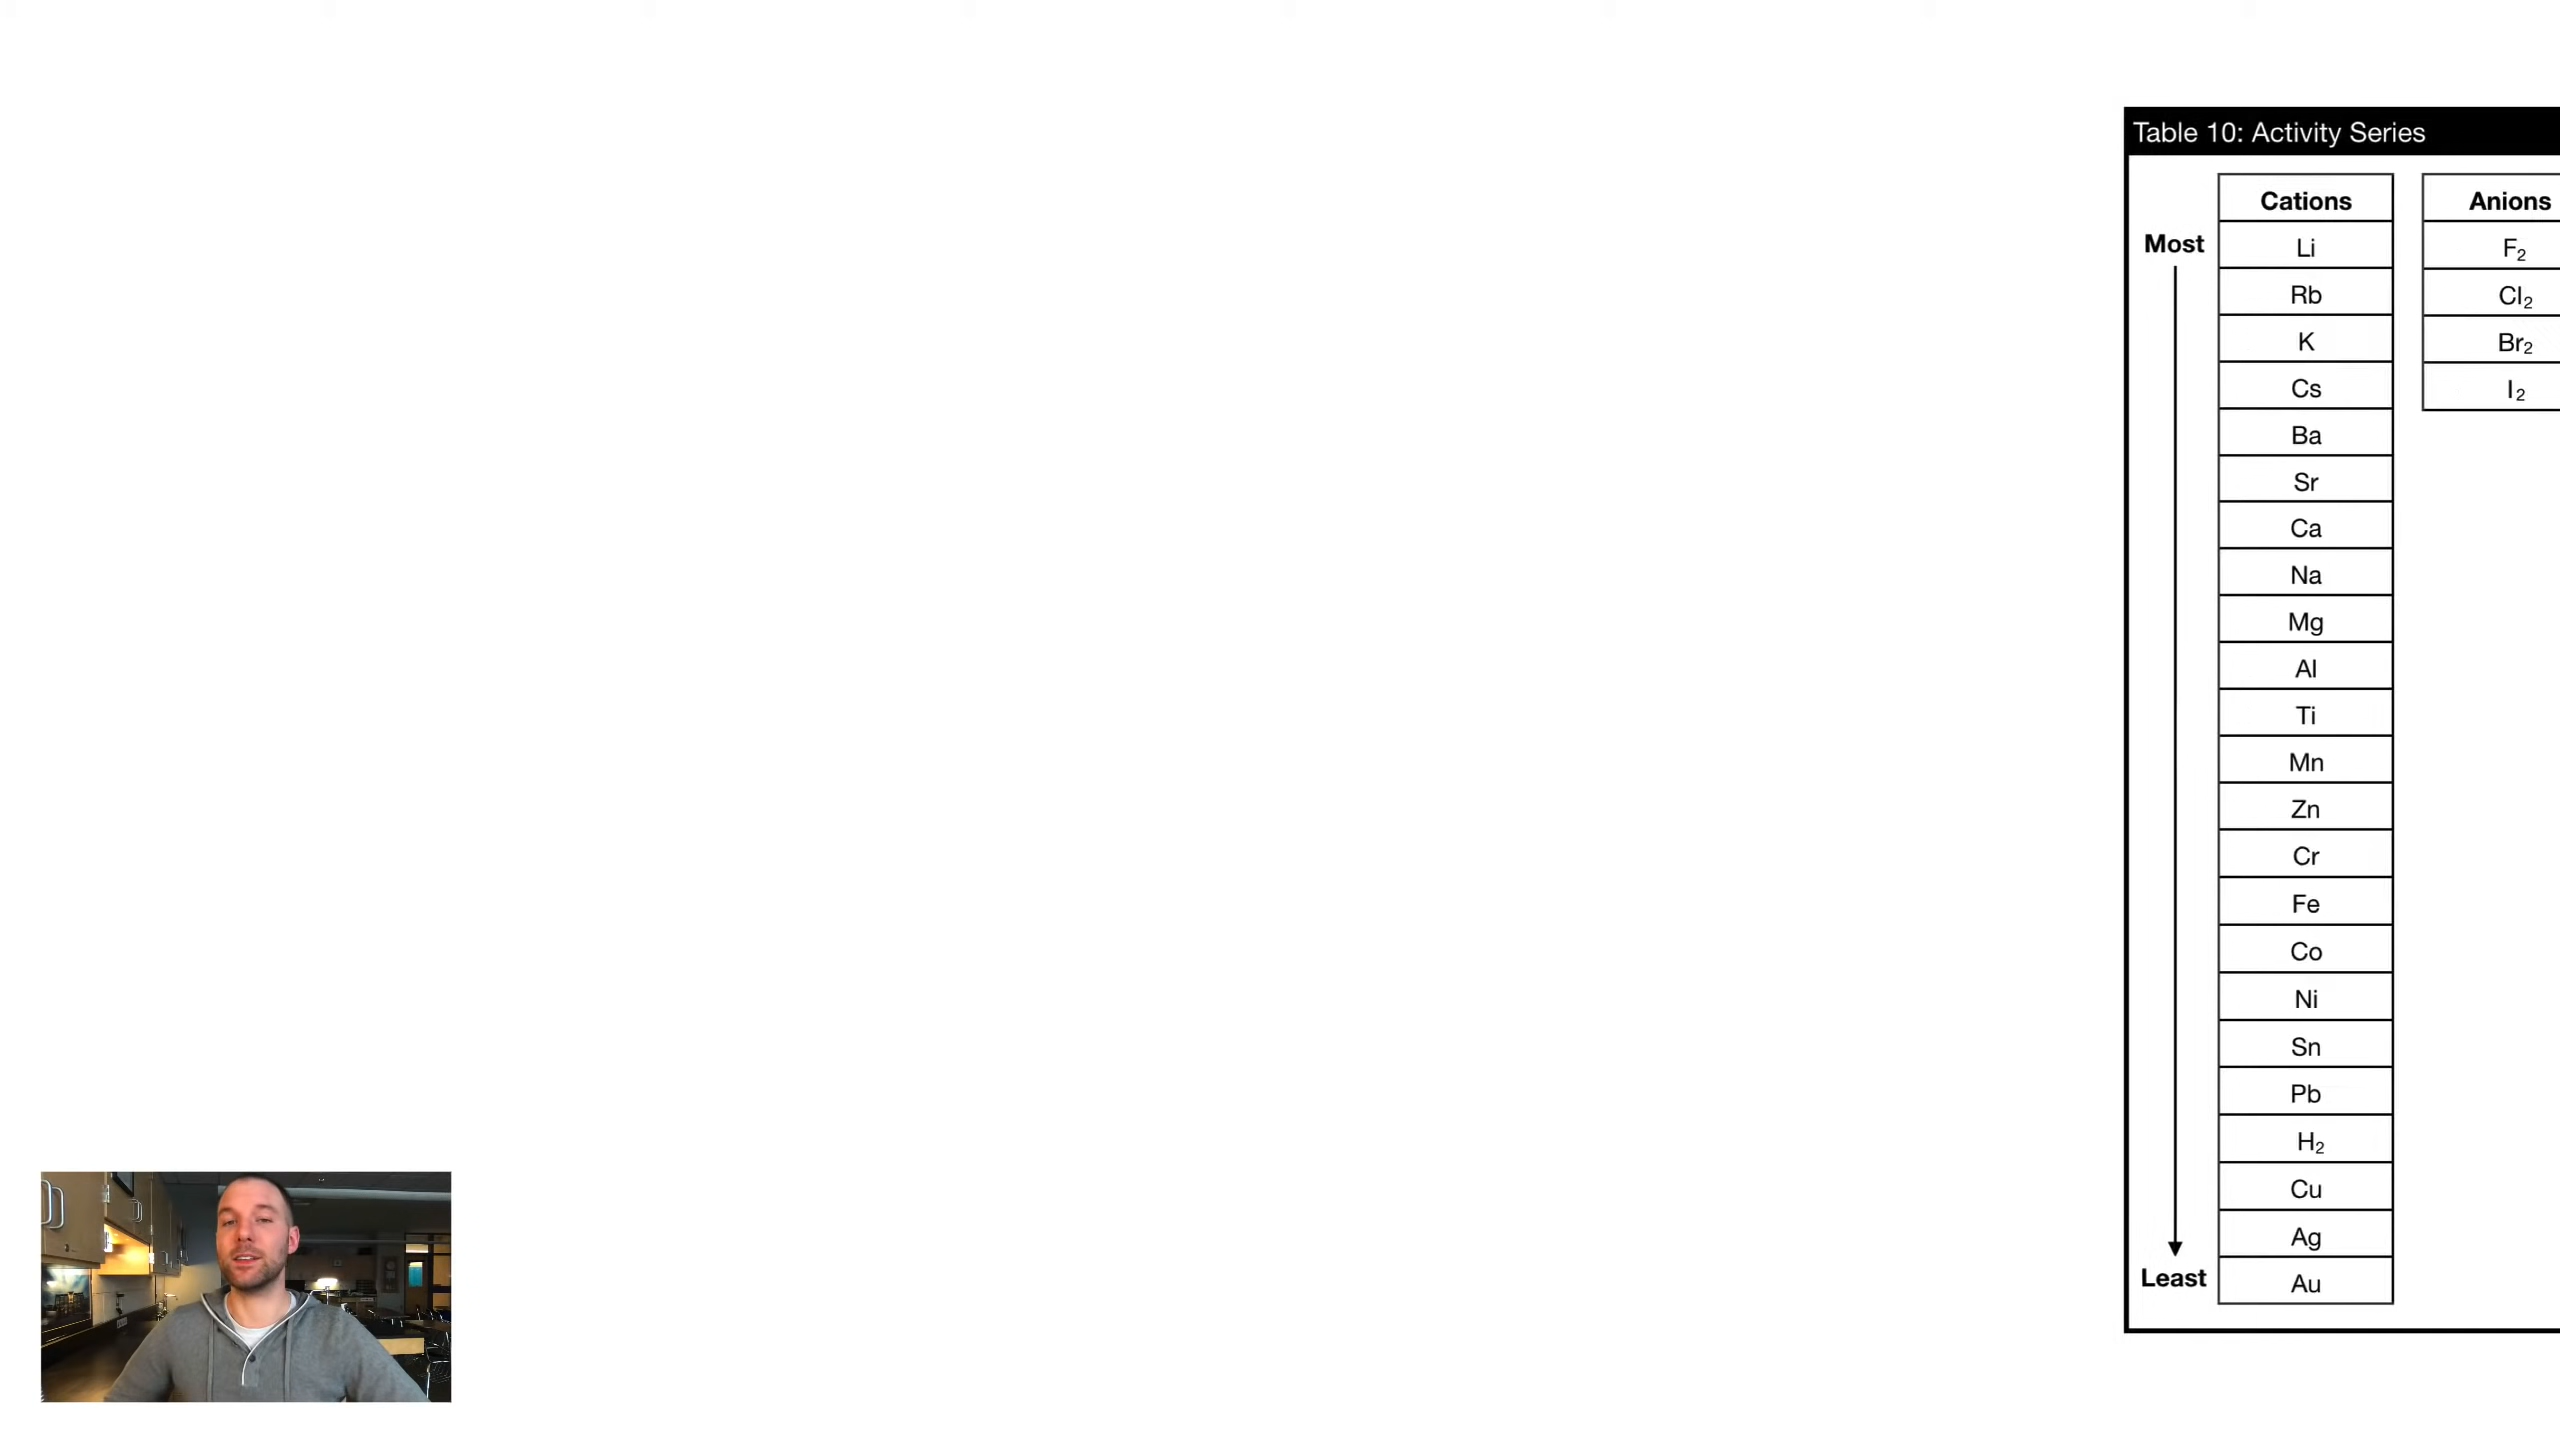 Table 10: Activity Series
Cations
Anions
Most
Li
F₂
Rb
Cl₂
K
Br₂
Cs
I₂
Ba
Sr
Ca
Na
Mg
Al
Ti
Mn
Zn
Cr
Fe
Co
Ni
Sn
Pb
H₂
Cu
Ag
Least
Au